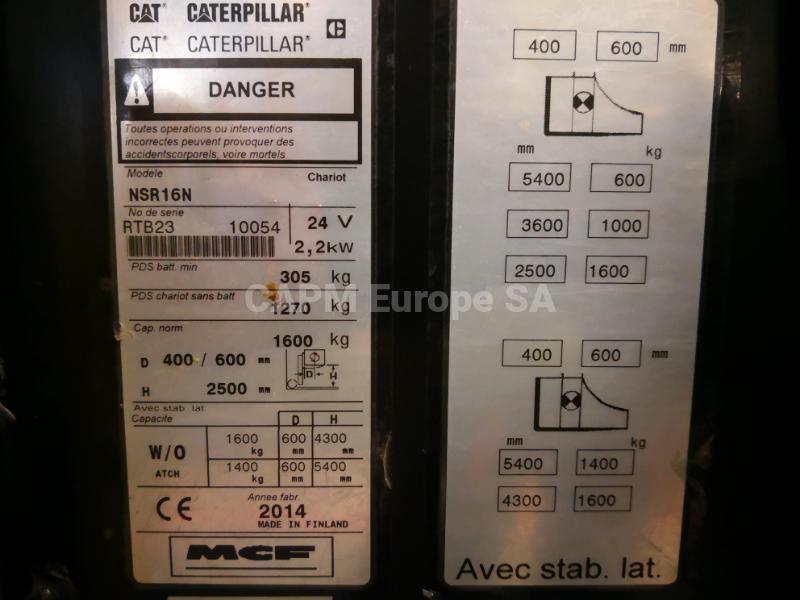 CAT CATERPILLAR
CAT CATERPILLAR
DANGER
Toutes operations ou interventions
incorrectes peuvent provoquer des
accidentscorporels, voire mortels
Modele Chariot
NSR16N
No de serie
RTB23 10054
24 V
2,2kW
PDS batt. min 305 kg
PDS chariot sans batt 1270 kg
Cap. norm 1600 kg
D 400 / 600 mm
D H
H 2500 mm
Avec stab. lat.
Capacite D H
W/O ATCH
1600 kg 600 mm 4300 mm
1400 kg 600 mm 5400 mm
CE
Annee fabr.
2014
MADE IN FINLAND
MCF
400 600 mm
mm kg
5400 600
3600 1000
2500 1600
400 600 mm
mm kg
5400 1400
4300 1600
Avec stab. lat.
CAPM Europe SA